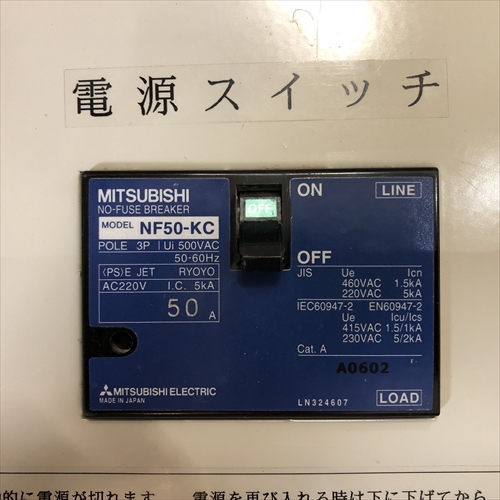 電源スイッチ
MITSUBISHI
NO-FUSE BREAKER
MODEL NF50-KC
POLE 3P Ui 500VAC
50-60Hz
<PS>E JET RYOYO
AC220V I.C. 5kA
50 A
MITSUBISHI ELECTRIC
MADE IN JAPAN
OFF
ON LINE
OFF
JIS Ue Icn
460VAC 1.5kA
220VAC 5kA
IEC60947-2 EN60947-2
Ue Icu/Ics
415VAC 1.5/1kA
230VAC 5/2kA
Cat. A
A0602
LN324607 LOAD
的に電源が切れます 電源を再び入れる時は下に下げてから